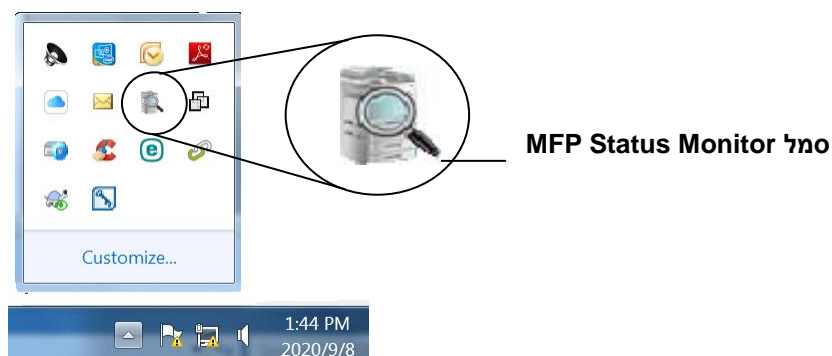 סמל MFP Status Monitor
Customize...
1:44 PM
2020/9/8